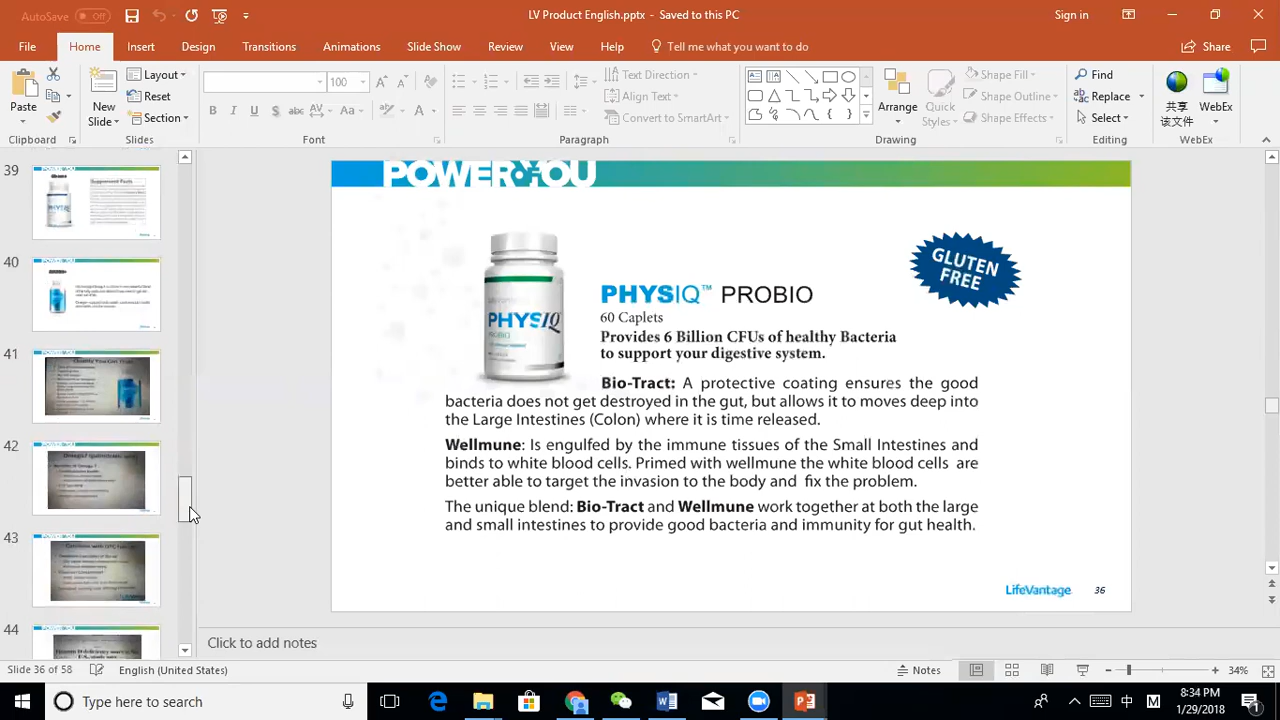 AutoSave Off
LV Product English.pptx - Saved to this PC
Sign in
File Home Insert Design Transitions Animations Slide Show Review View Help Tell me what you want to do
Share
Paste
New
Slide
Layout
Reset
Section
100
B I U S abc AV Aa A
Text Direction
Align Text
Convert to SmartArt
Arrange
Quick
Styles
Shape Fill
Shape Outline
Shape Effects
Find
Replace
Select
共享
该文件
WebEx
Clipboard Slides Font Paragraph Drawing Editing WebEx
39
40
41
42
43
44
POWER YOU
GLUTEN
FREE
PHYSIQ
PROBIO
PHYSIQ™ PROBIO
60 Caplets
Provides 6 Billion CFUs of healthy Bacteria
to support your digestive system.
Bio-Tract: A protective coating ensures the good
bacteria does not get destroyed in the gut, but allows it to moves deep into
the Large Intestines (Colon) where it is time released.
Wellmune: Is engulfed by the immune tissues of the Small Intestines and
binds to white blood cells. Primed with wellmune the white blood cells are
better able to target the invasion to the body and fix the problem.
The unique blend: Bio-Tract and Wellmune work together at both the large
and small intestines to provide good bacteria and immunity for gut health.
LifeVantage 36
Click to add notes
Slide 36 of 58
English (United States)
Notes
34%
Type here to search
中
M
8:34 PM
1/29/2018